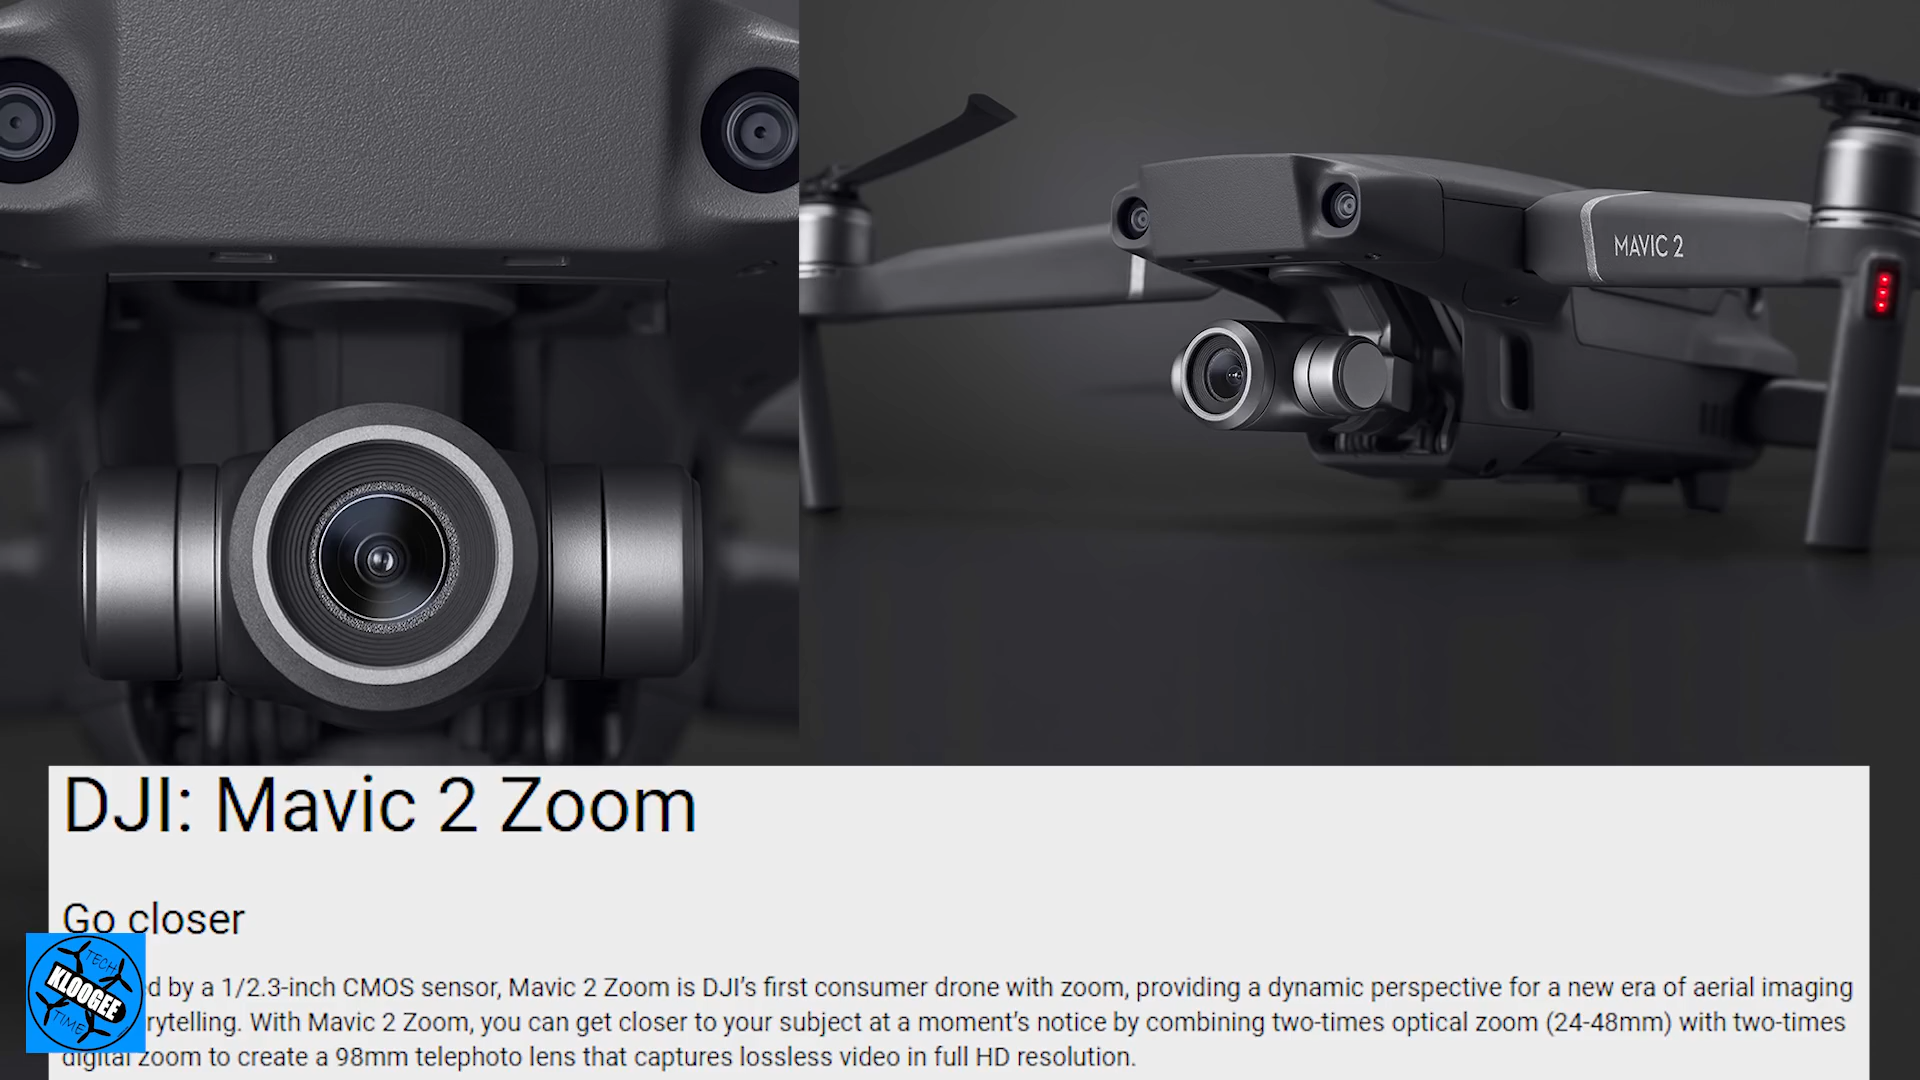 MAVIC 2
DJI: Mavic 2 Zoom
Go closer
by a 1/2.3-inch CMOS sensor, Mavic 2 Zoom is DJI’s first consumer drone with zoom, providing a dynamic perspective for a new era of aerial imaging
With Mavic 2 Zoom, you can get closer to your subject at a moment’s notice by combining two-times optical zoom (24-48mm) with two-times
digital zoom to create a 98mm telephoto lens that captures lossless video in full HD resolution.
TECH
KLOOGEE
TIME